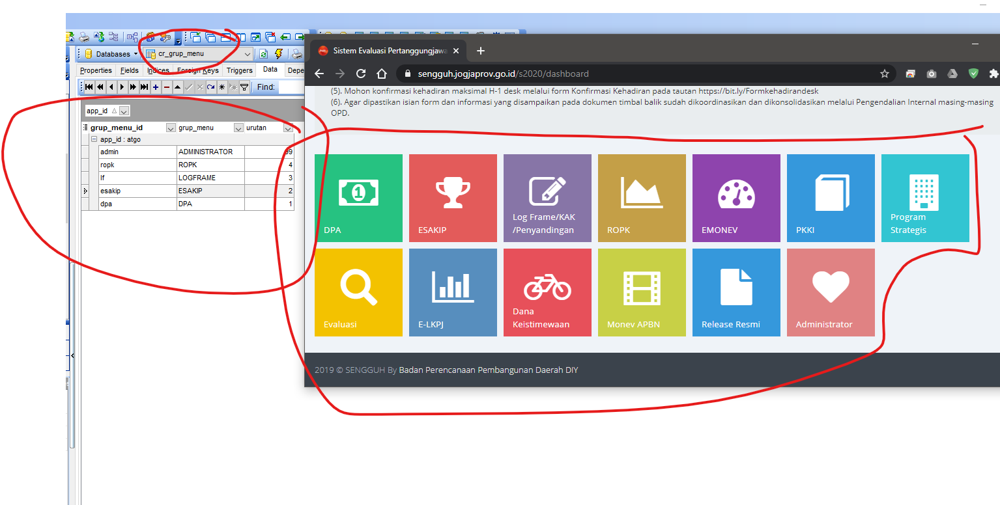 Databases
cr_grup_menu
Properties Fields Indices Foreign Keys Triggers Data Depe
Find:
app_id
grup_menu_id grup_menu urutan
app_id : atgo
admin ADMINISTRATOR 99
ropk ROPK 4
lf LOGFRAME 3
esakip ESAKIP 2
dpa DPA 1
Sistem Evaluasi Pertanggungjawa
sengguh.jogjaprov.go.id/s2020/dashboard
(5). Mohon konfirmasi kehadiran maksimal H-1 desk melalui form Konfirmasi Kehadiran pada tautan https://bit.ly/Formkehadirandesk
(6). Agar dipastikan isian form dan informasi yang disampaikan pada dokumen timbal balik sudah dikoordinasikan dan dikonsolidasikan melalui Pengendalian Internal masing-masing
OPD.
DPA
ESAKIP
Log Frame/KAK
/Penyandingan
ROPK
EMONEV
PKKI
Program
Strategis
Evaluasi
E-LKPJ
Dana
Keistimewaan
Monev APBN
Release Resmi
Administrator
2019 © SENGGUH By Badan Perencanaan Pembangunan Daerah DIY